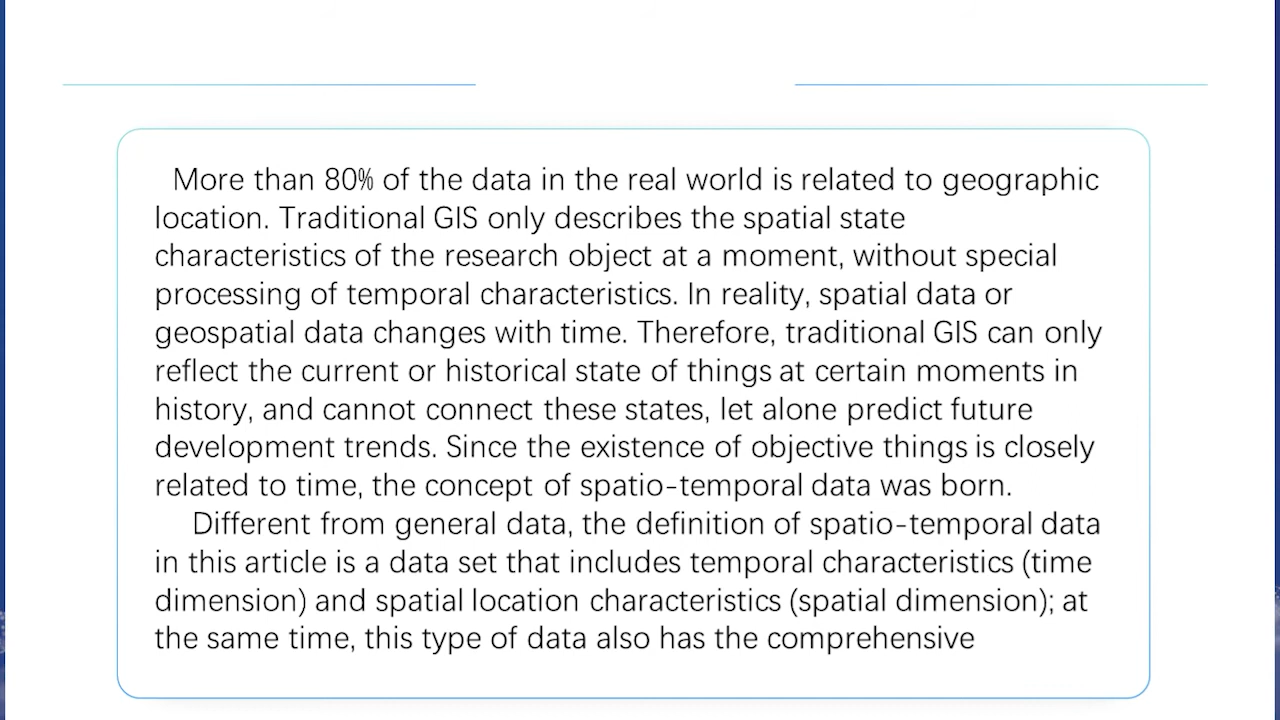 More than 80% of the data in the real world is related to geographic
location. Traditional GIS only describes the spatial state
characteristics of the research object at a moment, without special
processing of temporal characteristics. In reality, spatial data or
geospatial data changes with time. Therefore, traditional GIS can only
reflect the current or historical state of things at certain moments in
history, and cannot connect these states, let alone predict future
development trends. Since the existence of objective things is closely
related to time, the concept of spatio-temporal data was born.
Different from general data, the definition of spatio-temporal data
in this article is a data set that includes temporal characteristics (time
dimension) and spatial location characteristics (spatial dimension); at
the same time, this type of data also has the comprehensive